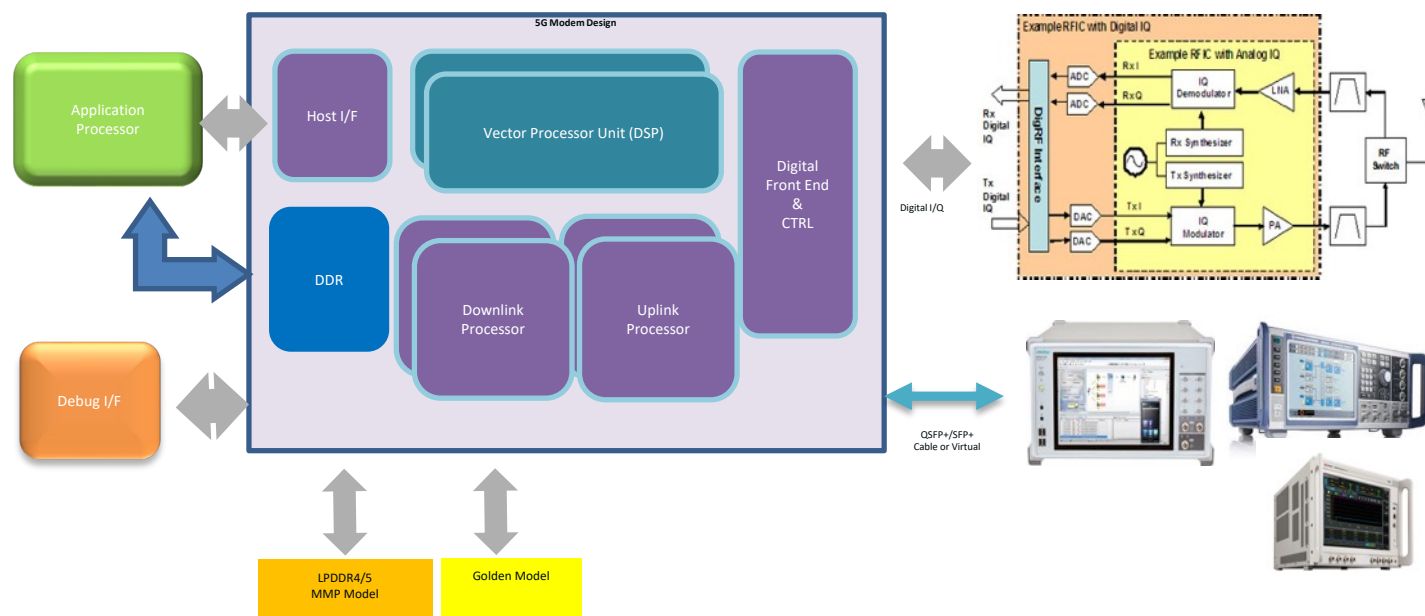 5G Modem Design
Application
Processor
Host I/F
Vector Processor Unit (DSP)
Digital
Front End
&
CTRL
DDR
Downlink
Processor
Uplink
Processor
Debug I/F
Digital I/Q
QSFP+/SFP+
Cable or Virtual
LPDDR4/5
MMP Model
Golden Model
Example RFIC with Digital IQ
Example RFIC with Analog IQ
Rx
Digital
IQ
Tx
Digital
IQ
DigRF Interface
ADC
ADC
Rx I
Rx Q
IQ
Demodulator
LNA
Rx Synthesizer
Tx Synthesizer
DAC
DAC
Tx I
Tx Q
IQ
Modulator
PA
RF
Switch